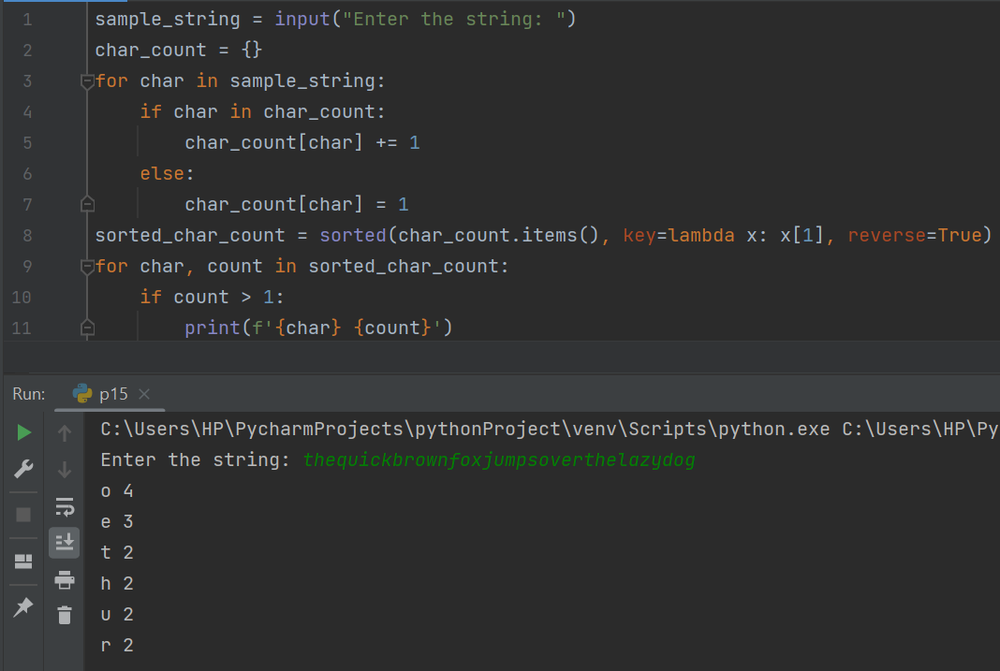 1 sample_string = input("Enter the string: ")
2 char_count = {}
3 for char in sample_string:
4     if char in char_count:
5         char_count[char] += 1
6     else:
7         char_count[char] = 1
8 sorted_char_count = sorted(char_count.items(), key=lambda x: x[1], reverse=True)
9 for char, count in sorted_char_count:
10     if count > 1:
11         print(f'{char} {count}')
Run: p15
C:\Users\HP\PycharmProjects\pythonProject\venv\Scripts\python.exe C:\Users\HP\Py
Enter the string: thequickbrownfoxjumpsoverthelazydog
o 4
e 3
t 2
h 2
u 2
r 2